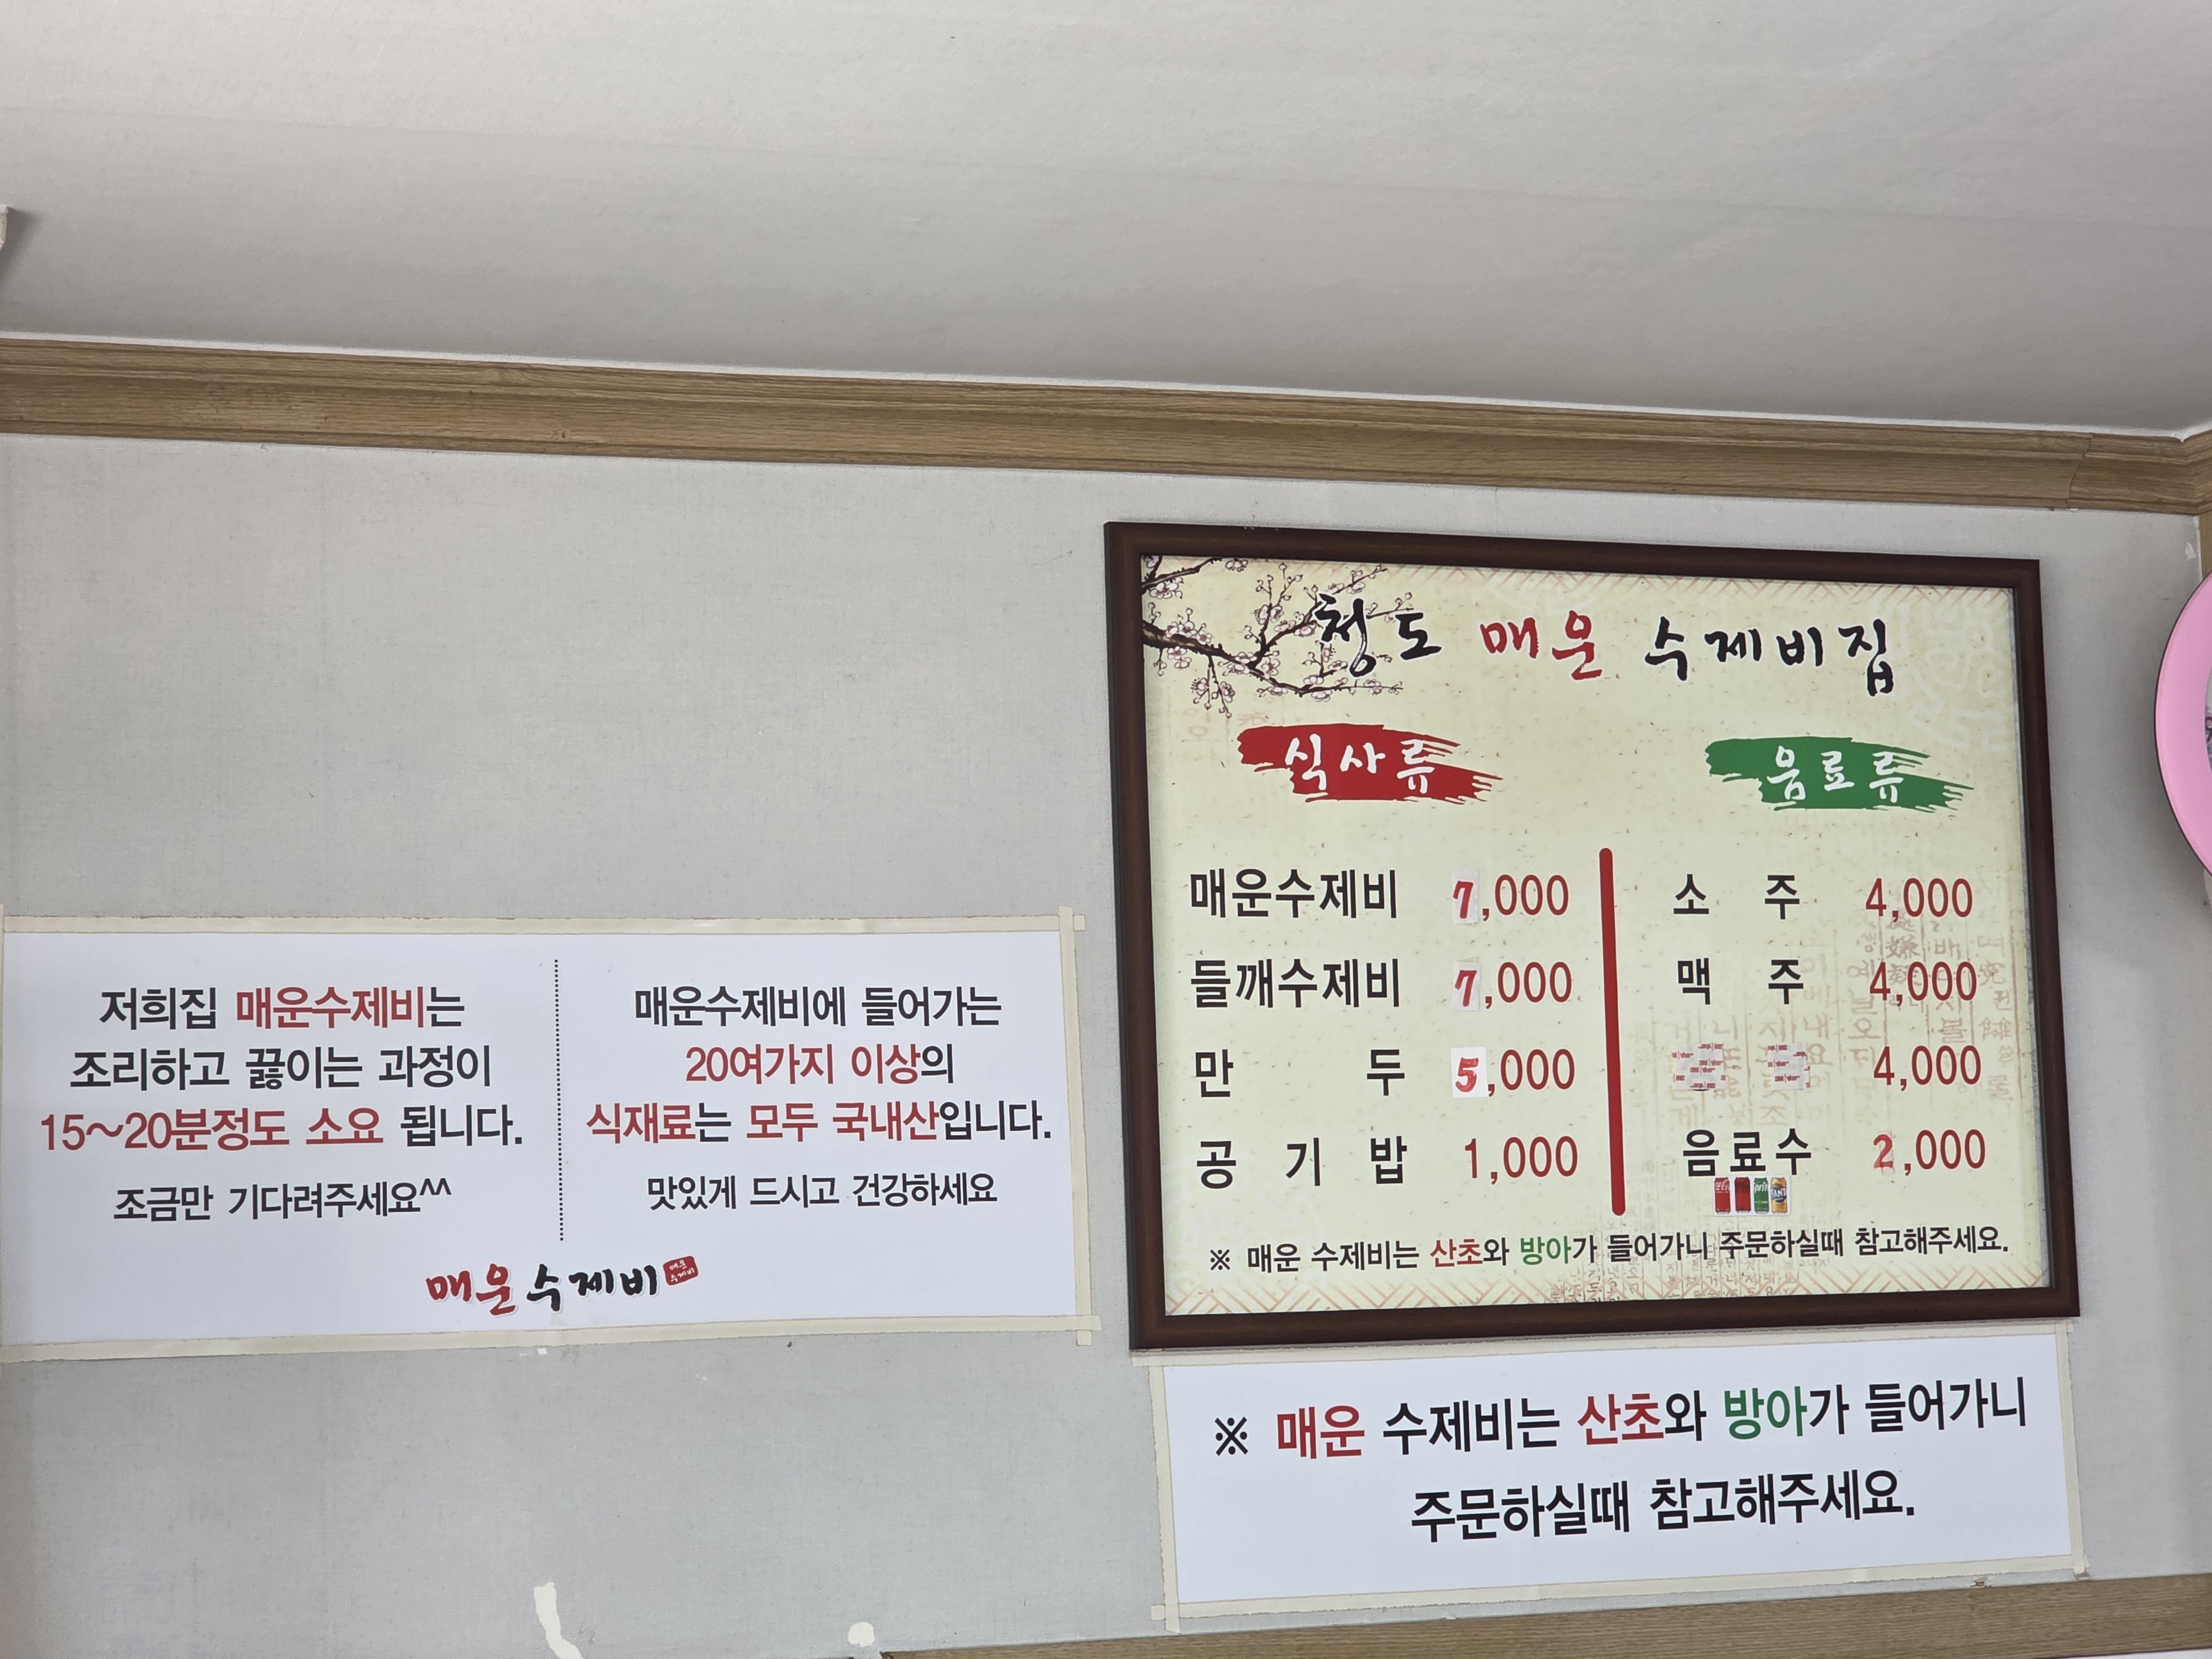 저희집 매운수제비는
조리하고 끓이는 과정이
15~20분정도 소요 됩니다.
조금만 기다려주세요^^
매운수제비에 들어가는
20여가지 이상의
식재료는 모두 국내산입니다.
맛있게 드시고 건강하세요
매운수제비
매운
수제비
청도 매운 수제비집
식사류
매운수제비 7,000
들깨수제비 7,000
만 두 5,000
공 기 밥 1,000
음료류
소 주 4,000
맥 주 4,000
4,000
음료수 2,000
※ 매운 수제비는 산초와 방아가 들어가니 주문하실때 참고해주세요.
※ 매운 수제비는 산초와 방아가 들어가니
주문하실때 참고해주세요.